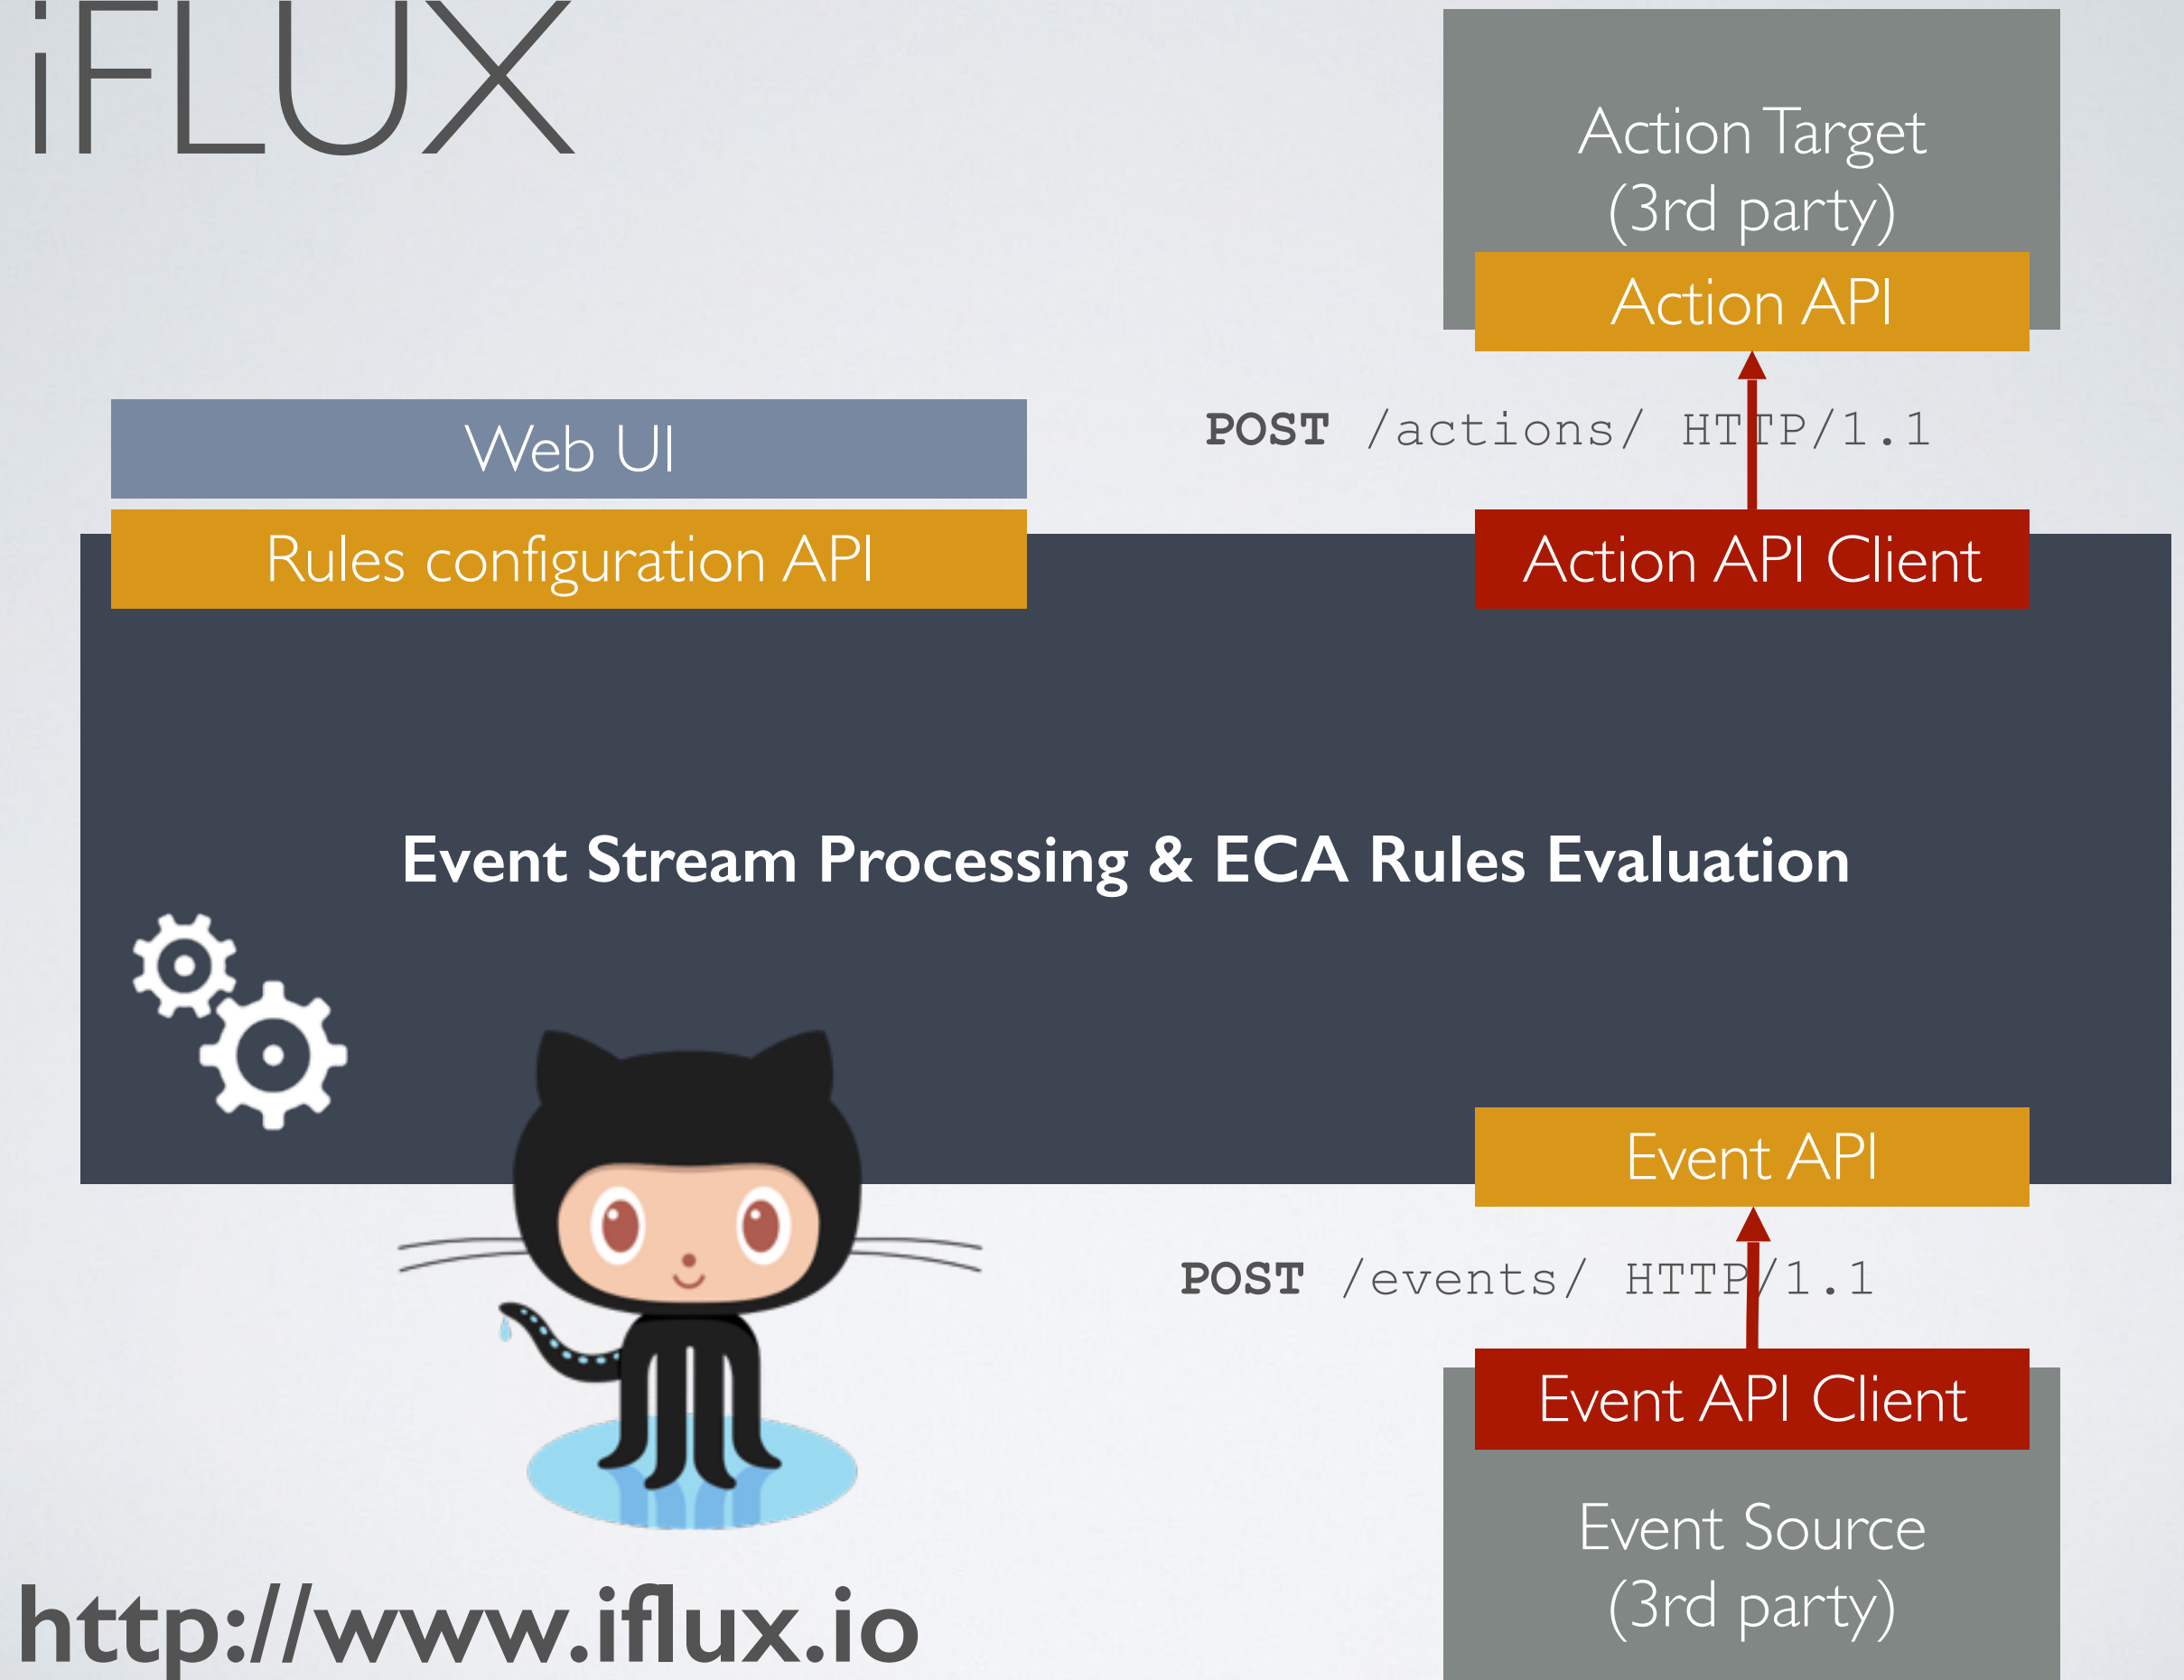 iFLUX
Action Target
(3rd party)
Action API
POST /actions/ HTTP/1.1
Web UI
Rules configuration API
Action API Client
Event Stream Processing & ECA Rules Evaluation
Event API
POST /events/ HTTP/1.1
Event API Client
Event Source
(3rd party)
http://www.iflux.io